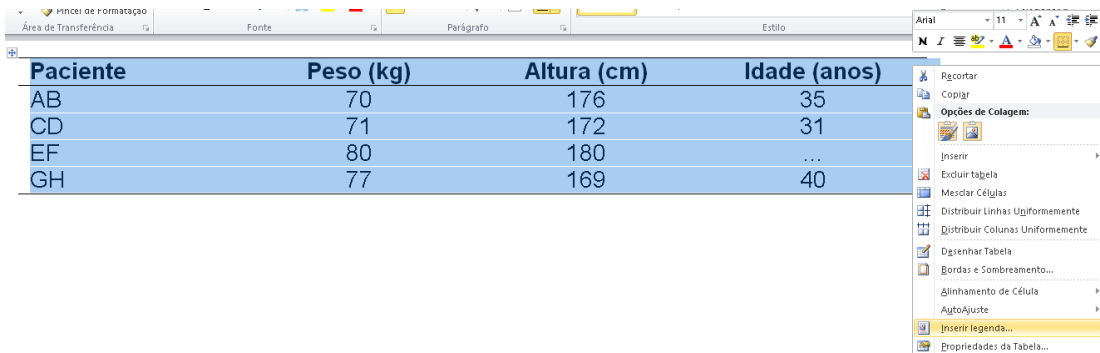 Pincel de Formatação
Área de Transferência
Fonte
Parágrafo
Estilo
Arial 11 A A
N I ab A
Paciente Peso (kg) Altura (cm) Idade (anos)
AB 70 176 35
CD 71 172 31
EF 80 180 ...
GH 77 169 40
Recortar
Copiar
Opções de Colagem:
Inserir
Excluir tabela
Mesclar Células
Distribuir Linhas Uniformemente
Distribuir Colunas Uniformemente
Desenhar Tabela
Bordas e Sombreamento...
Alinhamento de Célula
AutoAjuste
Inserir legenda...
Propriedades da Tabela...